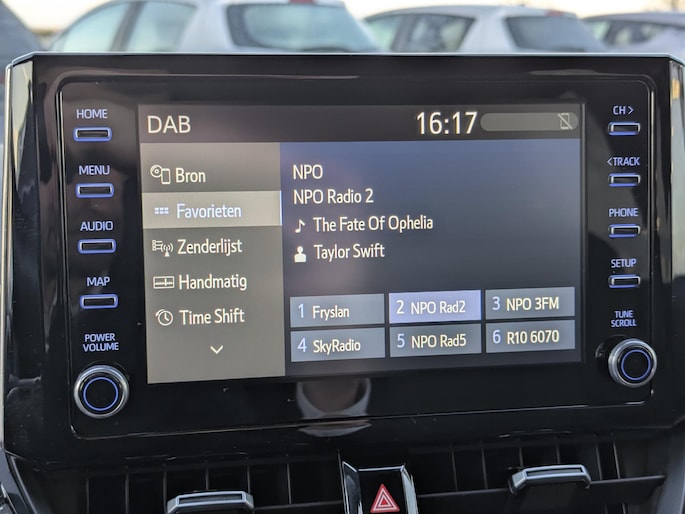 HOME
MENU
AUDIO
MAP
POWER
VOLUME
DAB
16:17
Bron
Favorieten
Zenderlijst
Handmatig
Time Shift
NPO
NPO Radio 2
The Fate Of Ophelia
Taylor Swift
1 Fryslan
2 NPO Rad2
3 NPO 3FM
4 SkyRadio
5 NPO Rad5
6 R10 6070
CH >
< TRACK
PHONE
SETUP
TUNE
SCROLL